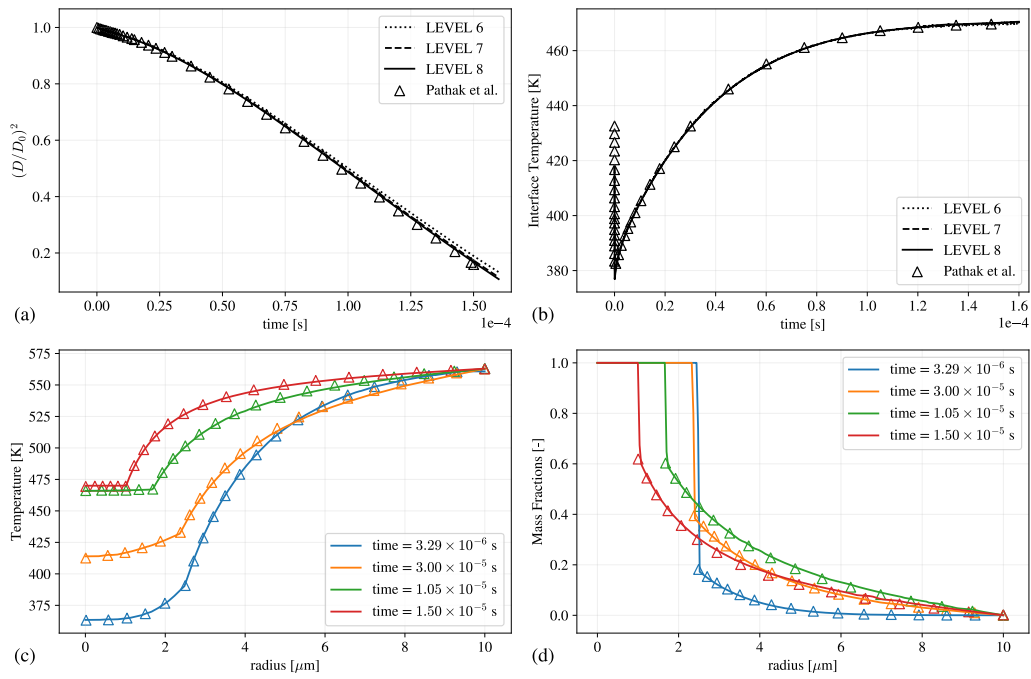 1.0
0.8
0.6
0.4
0.2
(D/D₀)²
0.00
0.25
0.50
0.75
1.00
1.25
1.50
1e−4
time [s]
LEVEL 6
LEVEL 7
LEVEL 8
Pathak et al.
(a)
460
440
420
400
380
Interface Temperature [K]
0.0
0.2
0.4
0.6
0.8
1.0
1.2
1.4
1.6
1e−4
time [s]
LEVEL 6
LEVEL 7
LEVEL 8
Pathak et al.
(b)
575
550
525
500
475
450
425
400
375
Temperature [K]
0
2
4
6
8
10
radius [μm]
time = 3.29 × 10⁻⁶ s
time = 3.00 × 10⁻⁵ s
time = 1.05 × 10⁻⁵ s
time = 1.50 × 10⁻⁵ s
(c)
1.0
0.8
0.6
0.4
0.2
0.0
Mass Fractions [-]
0
2
4
6
8
10
radius [μm]
time = 3.29 × 10⁻⁶ s
time = 3.00 × 10⁻⁵ s
time = 1.05 × 10⁻⁵ s
time = 1.50 × 10⁻⁵ s
(d)